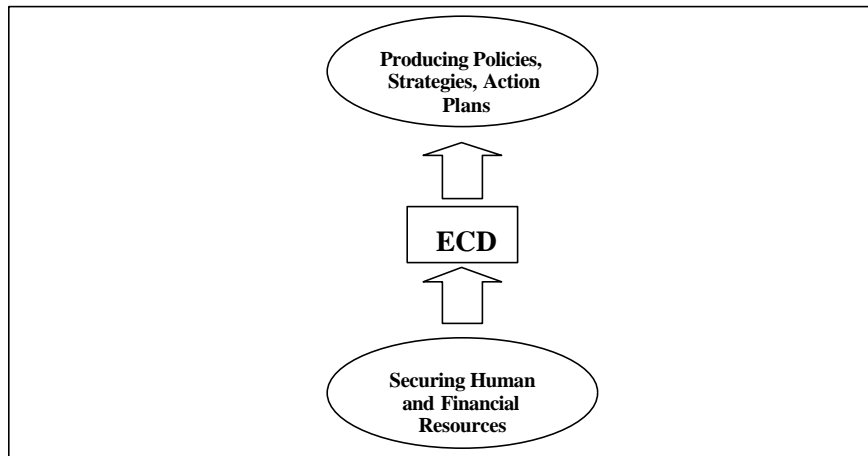 Producing Policies,
Strategies, Action
Plans
ECD
Securing Human
and Financial
Resources